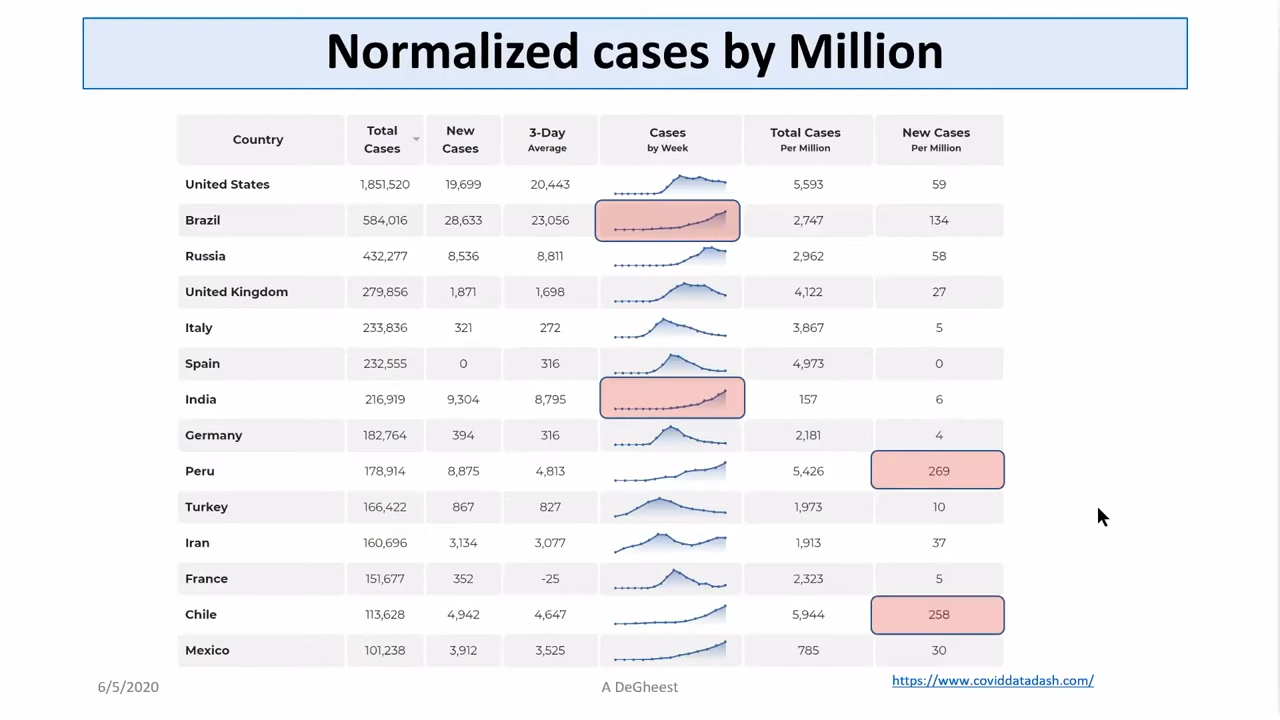 Normalized cases by Million
Country Total Cases New Cases 3-Day Average Cases by Week Total Cases Per Million New Cases Per Million
United States 1,851,520 19,699 20,443 5,593 59
Brazil 584,016 28,633 23,056 2,747 134
Russia 432,277 8,536 8,811 2,962 58
United Kingdom 279,856 1,871 1,698 4,122 27
Italy 233,836 321 272 3,867 5
Spain 232,555 0 316 4,973 0
India 216,919 9,304 8,795 157 6
Germany 182,764 394 316 2,181 4
Peru 178,914 8,875 4,813 5,426 269
Turkey 166,422 867 827 1,973 10
Iran 160,696 3,134 3,077 1,913 37
France 151,677 352 -25 2,323 5
Chile 113,628 4,942 4,647 5,944 258
Mexico 101,238 3,912 3,525 785 30
6/5/2020 A DeGheest https://www.coviddatadash.com/